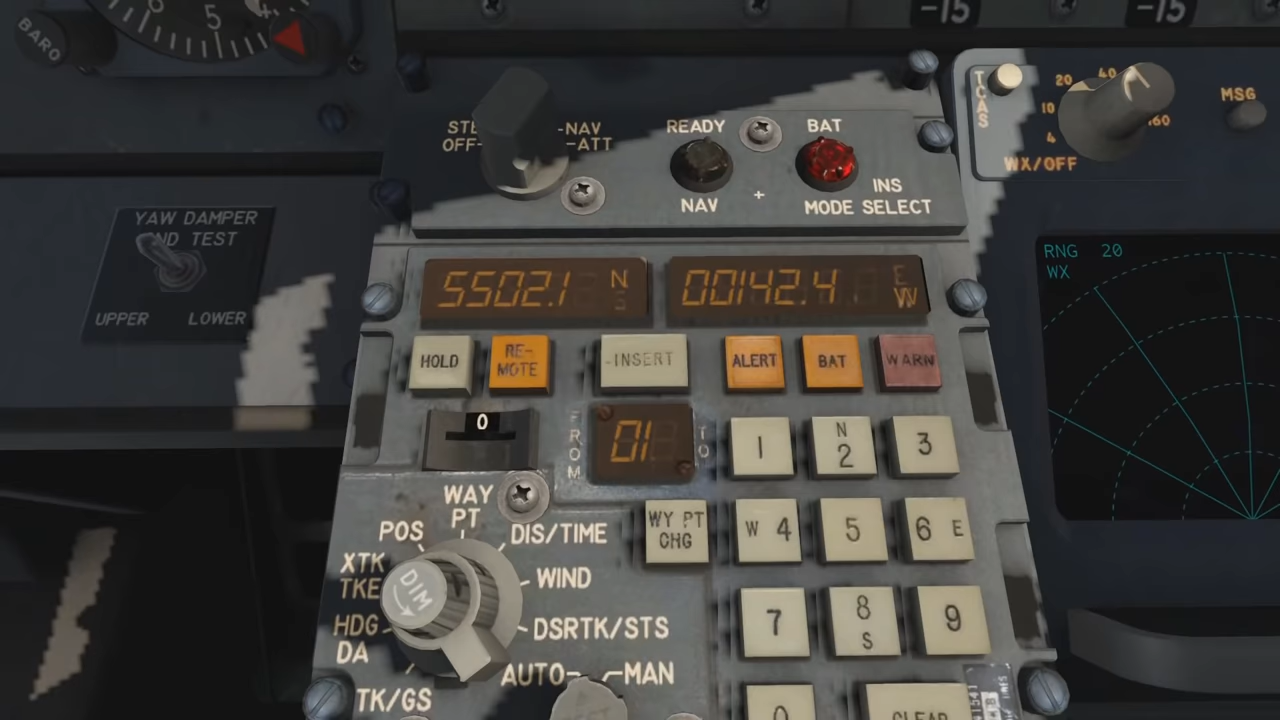 BARO
5
4
-15
-15
TCAS
20
40
10
4
160
WX/OFF
MSG
-NAV
OFF-
-ATT
READY
BAT
NAV
+
INS
MODE SELECT
YAW DAMPER
GND TEST
UPPER
LOWER
5502.1 N
S
00142.4 E
W
RNG 20
WX
HOLD
RE-
MOTE
INSERT
ALERT
BAT
WARN
0
FROM
01
TO
1
N
2
3
WAY
PT
POS
DIS/TIME
WY PT
CHG
W 4
5
6 E
XTK
TKE
DIM
WIND
HDG
DA
DSRTK/STS
7
8
S
9
TK/GS
AUTO-
-MAN
0
CLEAR